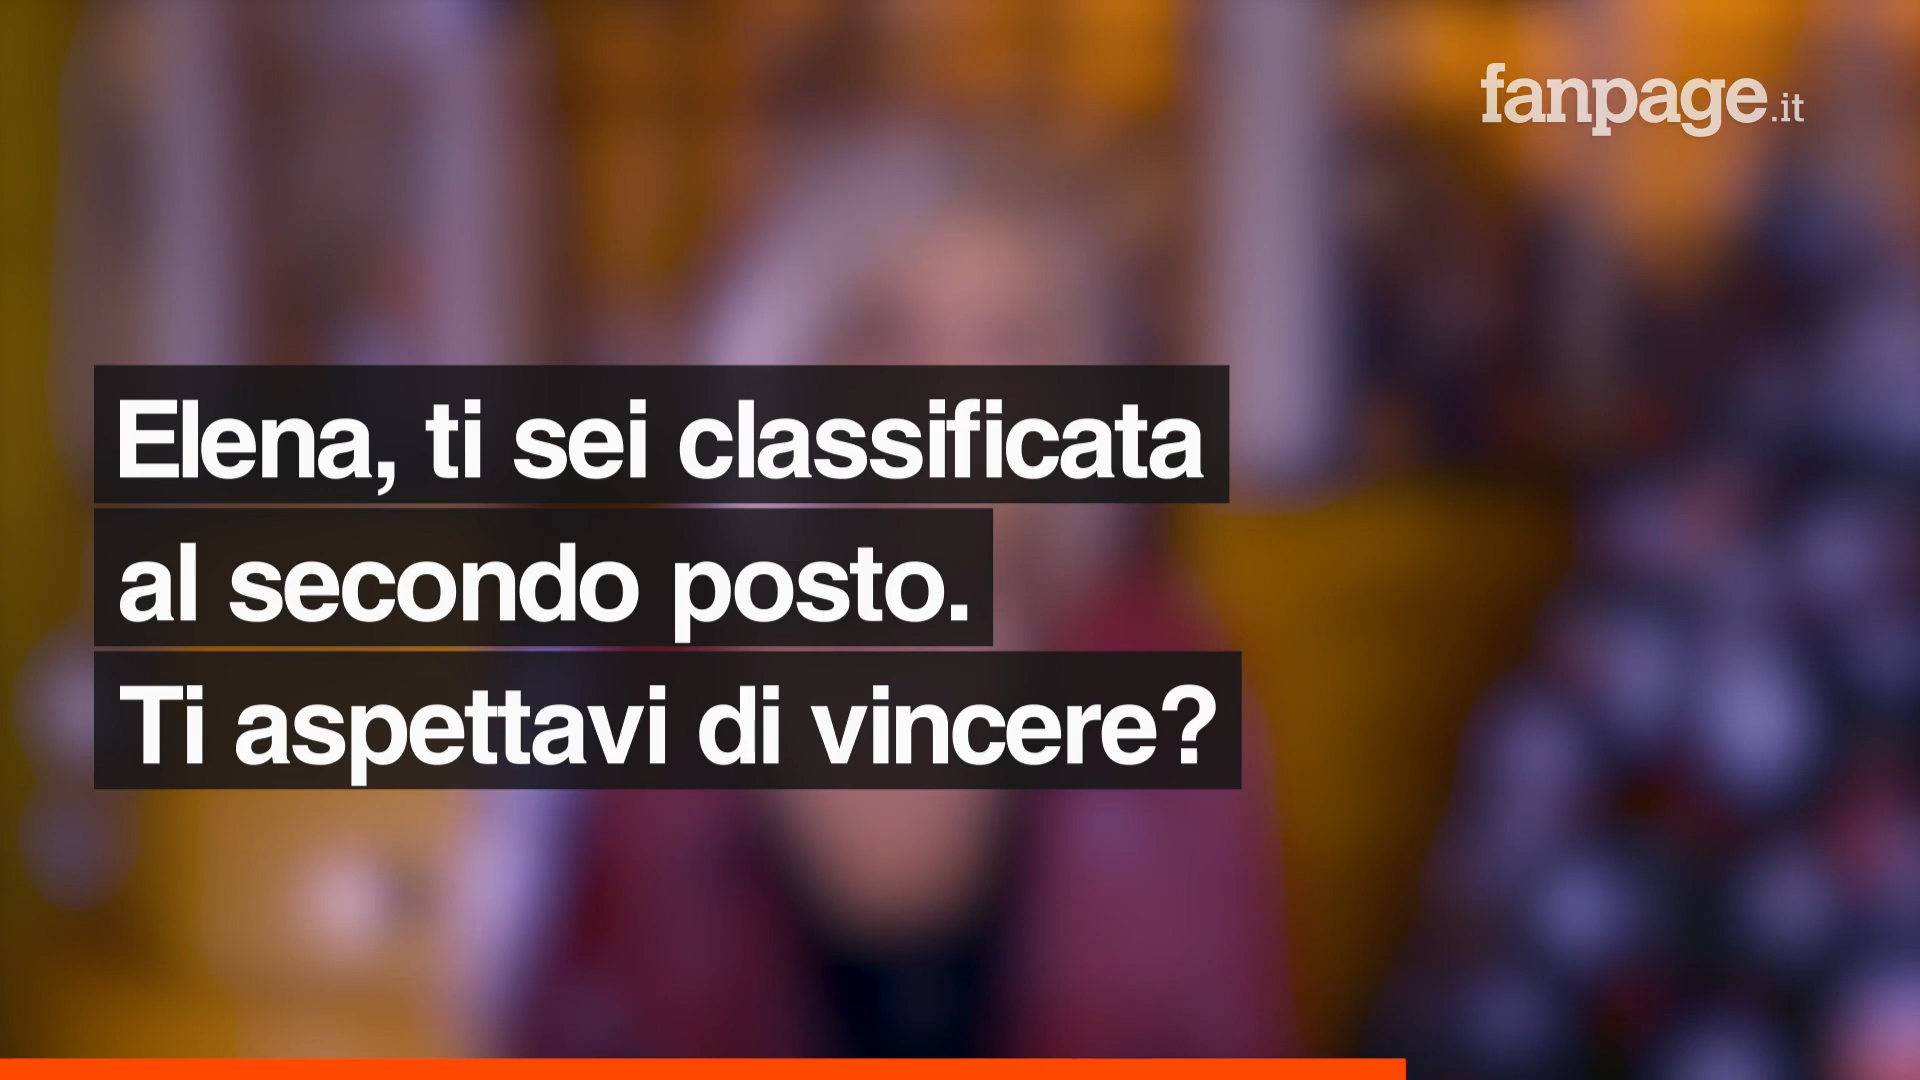 fanpage.it
Elena, ti sei classificata
al secondo posto.
Ti aspettavi di vincere?